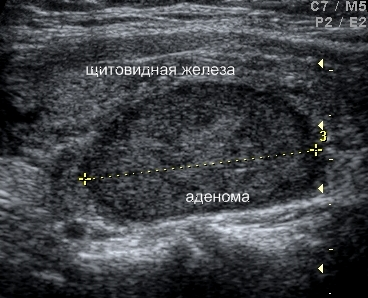 C7 / M5
P2 / E2
щитовидная железа
3
аденома